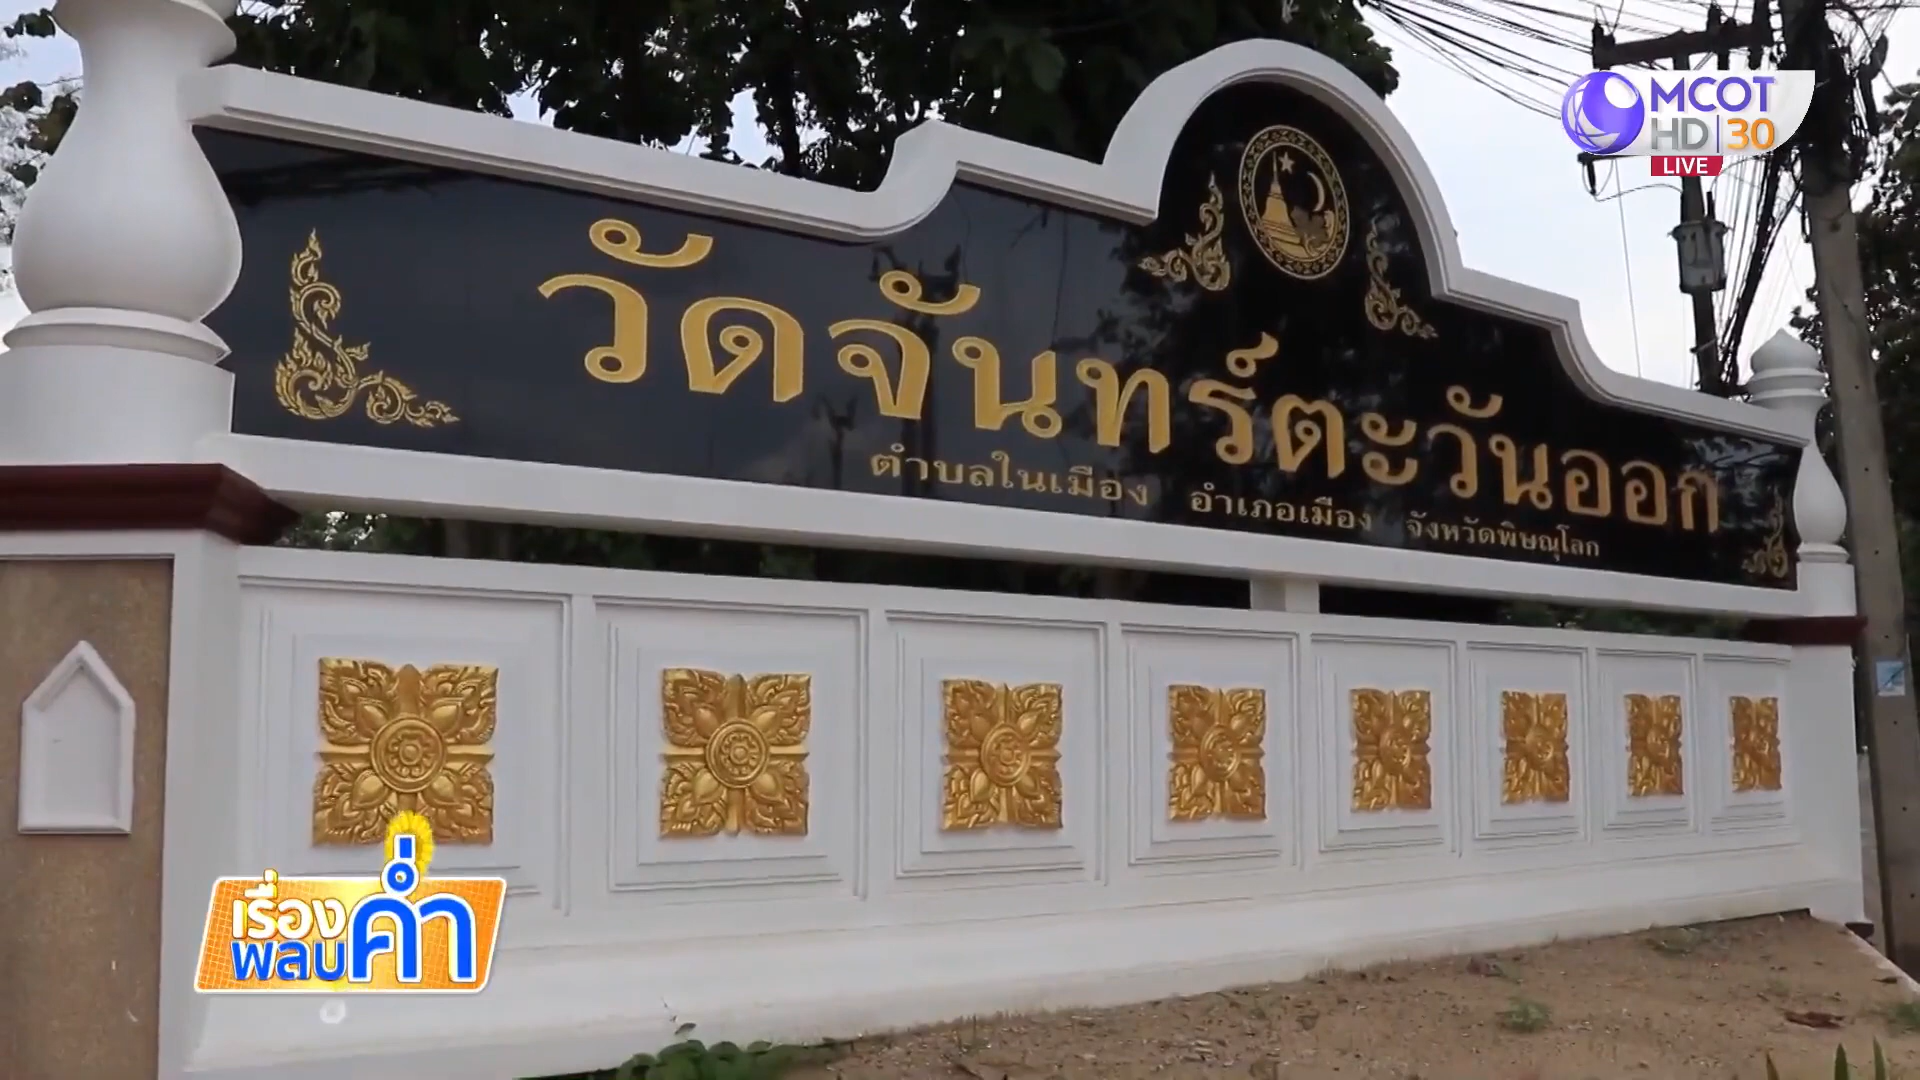 MCOT
HD 30
LIVE
วัดจันทร์ตะวันออก
ตำบลในเมือง อำเภอเมือง จังหวัดพิษณุโลก
เรื่อง
พลบค่ำ